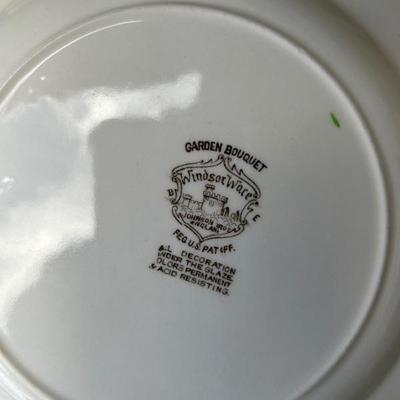 GARDEN BOUQUET
BY Windsor Ware
JOHNSON BROS
ENGLAND
REG U.S. PAT OFF.
ALL DECORATION
UNDER THE GLAZE
COLORS PERMANENT
& ACID RESISTING.